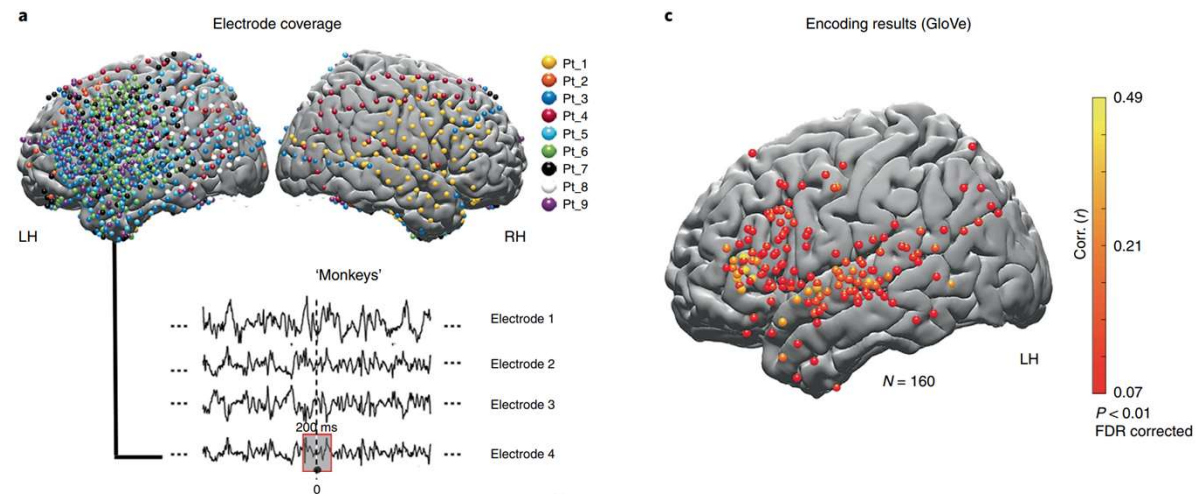 a
Electrode coverage
Pt_1
Pt_2
Pt_3
Pt_4
Pt_5
Pt_6
Pt_7
Pt_8
Pt_9
LH
RH
'Monkeys'
Electrode 1
Electrode 2
Electrode 3
200 ms
Electrode 4
0
c
Encoding results (GloVe)
0.49
Corr. (r)
0.21
0.07
LH
N = 160
P < 0.01
FDR corrected